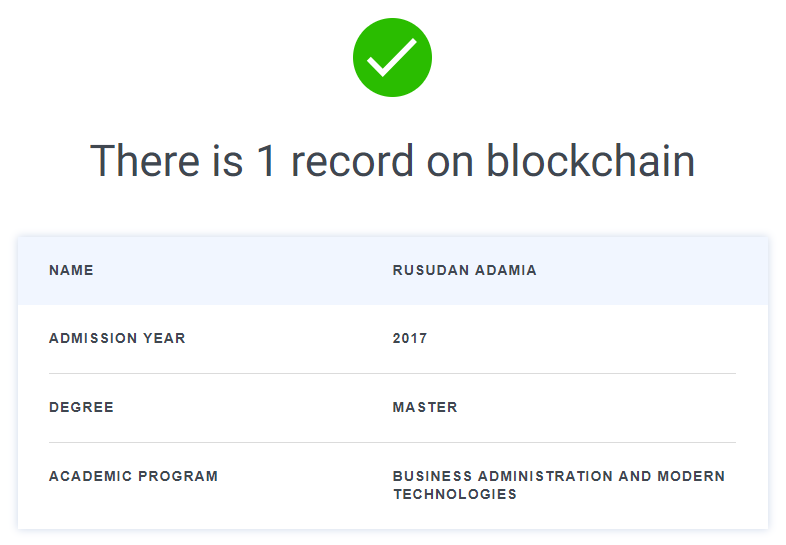 There is 1 record on blockchain
NAME RUSUDAN ADAMIA
ADMISSION YEAR 2017
DEGREE MASTER
ACADEMIC PROGRAM BUSINESS ADMINISTRATION AND MODERN
TECHNOLOGIES